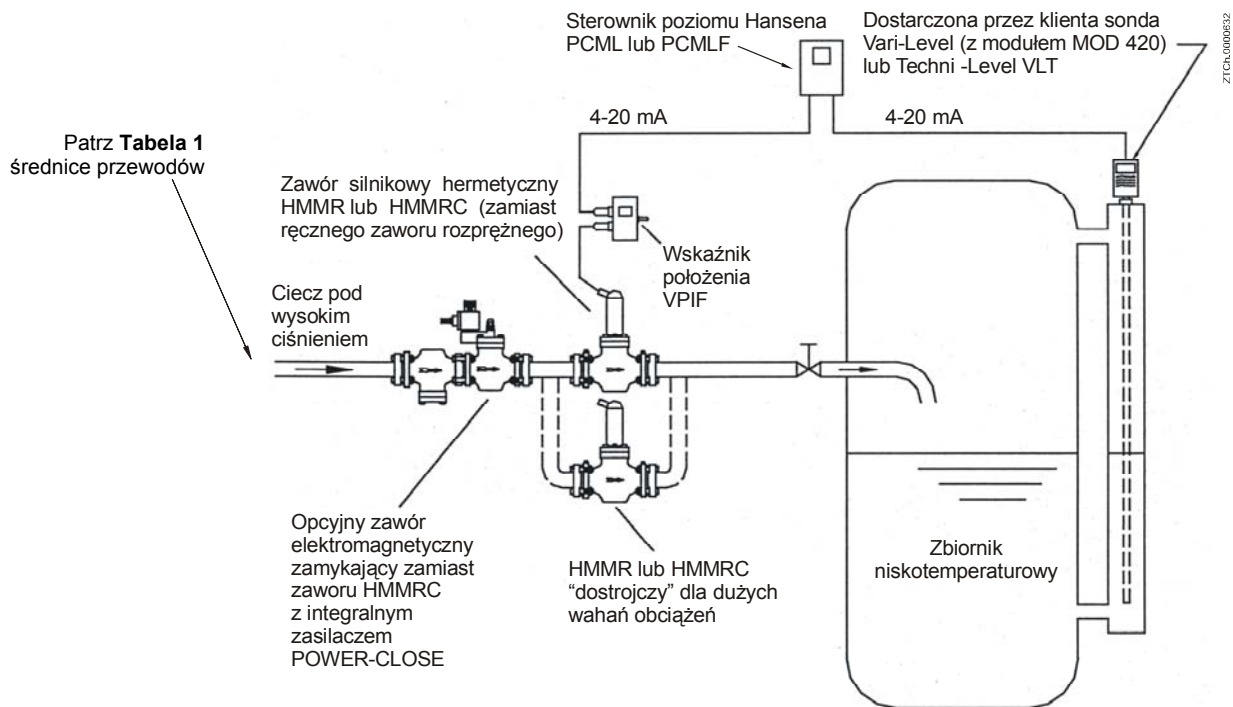 Sterownik poziomu Hansena
PCML lub PCMLF
Dostarczona przez klienta sonda
Vari-Level (z modułem MOD 420)
lub Techni -Level VLT
ZTCh.0000632
4-20 mA
4-20 mA
Patrz Tabela 1
średnice przewodów
Zawór silnikowy hermetyczny
HMMR lub HMMRC (zamiast
ręcznego zaworu rozprężnego)
Wskaźnik
położenia
VPIF
Ciecz pod
wysokim
ciśnieniem
Opcyjny zawór
elektromagnetyczny
zamykający zamiast
zaworu HMMRC
z integralnym
zasilaczem
POWER-CLOSE
HMMR lub HMMRC
“dostrojczy” dla dużych
wahań obciążeń
Zbiornik
niskotemperaturowy